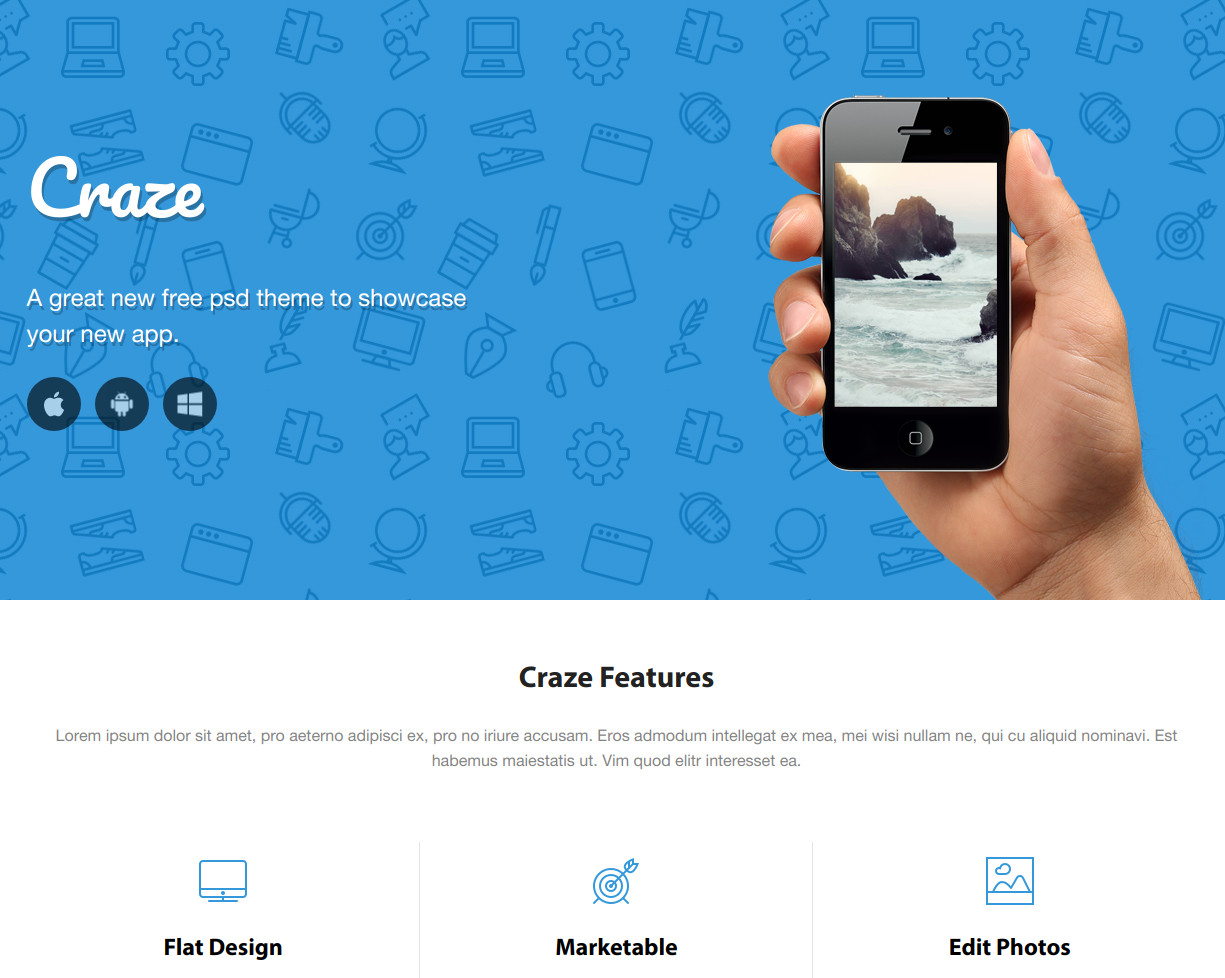 Craze
A great new free psd theme to showcase
your new app.
Craze Features
Lorem ipsum dolor sit amet, pro aeterno adipisci ex, pro no iriure accusam. Eros admodum intellegat ex mea, mei wisi nullam ne, qui cu aliquid nominavi. Est
habemus maiestatis ut. Vim quod elitr interesset ea.
Flat Design
Marketable
Edit Photos